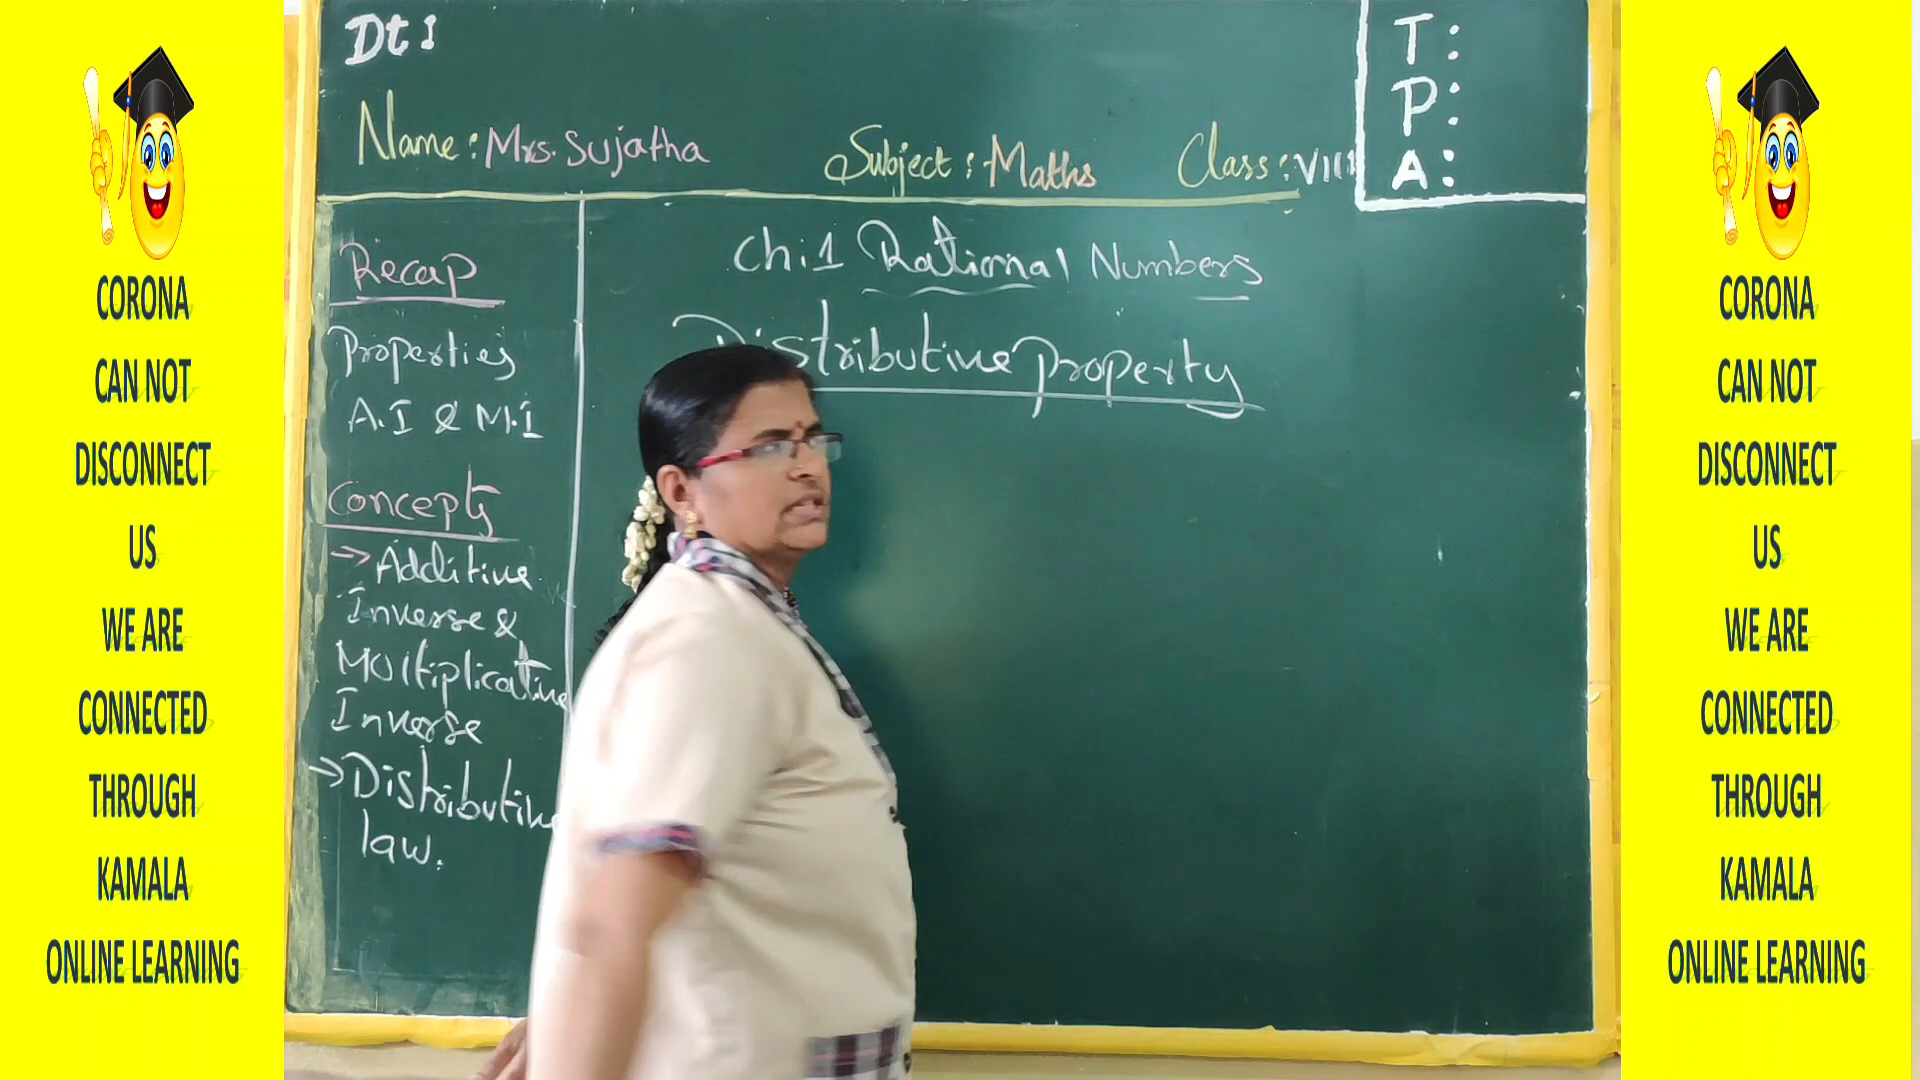 CORONA
CAN NOT
DISCONNECT
US
WE ARE
CONNECTED
THROUGH
KAMALA
ONLINE LEARNING
Dt:
Name: Mrs. Sujatha Subject: Maths Class: VIII
T:
P:
A:
Recap
Properties
A.I & M.I
Concepts
→ Additive
Inverse &
Multiplicative
Inverse
→ Distributive
law.
Ch:1 Rational Numbers
Distributive Property
CORONA
CAN NOT
DISCONNECT
US
WE ARE
CONNECTED
THROUGH
KAMALA
ONLINE LEARNING